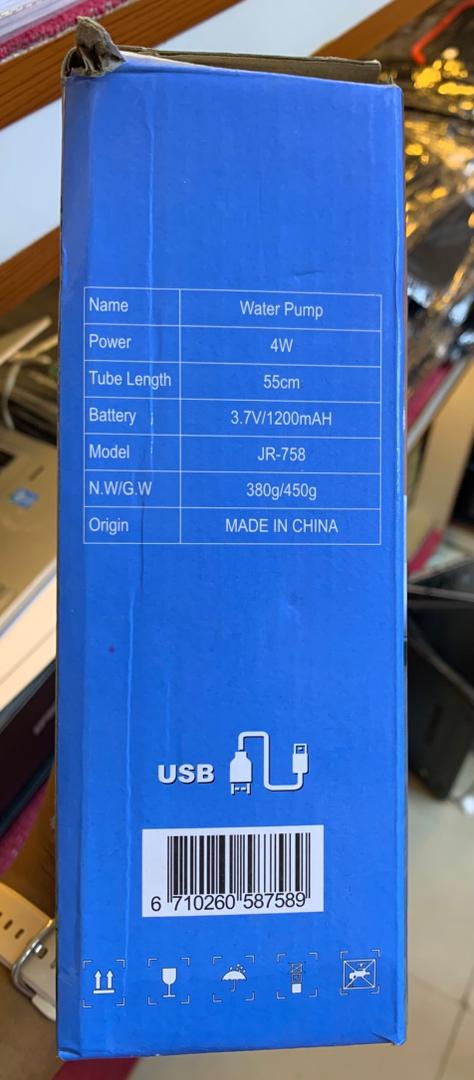 Name Water Pump
Power 4W
Tube Length 55cm
Battery 3.7V/1200mAH
Model JR-758
N.W/G.W 380g/450g
Origin MADE IN CHINA
USB
6 710260 587589